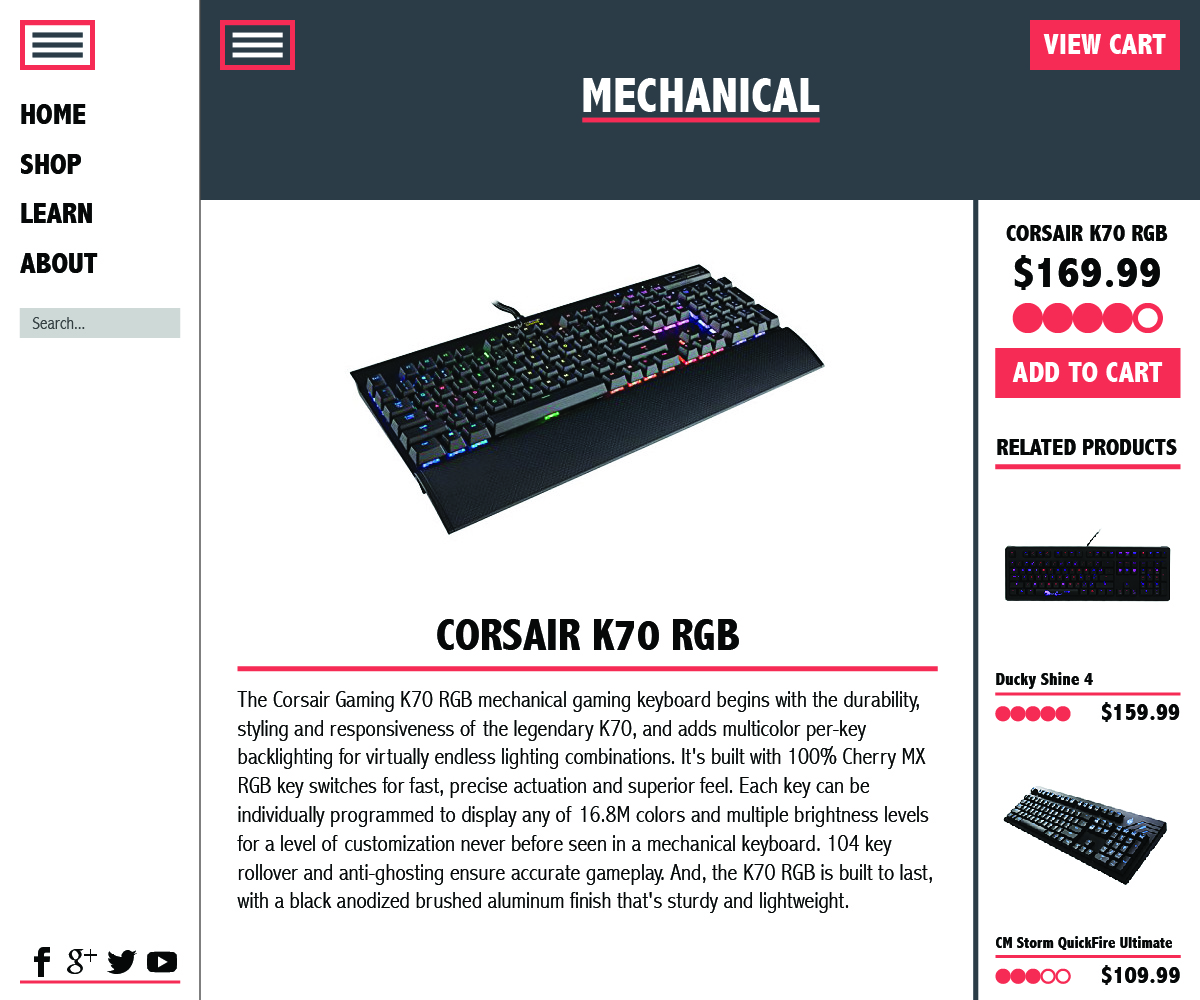 HOME
SHOP
LEARN
ABOUT
Search...
MECHANICAL
VIEW CART
CORSAIR K70 RGB
The Corsair Gaming K70 RGB mechanical gaming keyboard begins with the durability,
styling and responsiveness of the legendary K70, and adds multicolor per-key
backlighting for virtually endless lighting combinations. It's built with 100% Cherry MX
RGB key switches for fast, precise actuation and superior feel. Each key can be
individually programmed to display any of 16.8M colors and multiple brightness levels
for a level of customization never before seen in a mechanical keyboard. 104 key
rollover and anti-ghosting ensure accurate gameplay. And, the K70 RGB is built to last,
with a black anodized brushed aluminum finish that's sturdy and lightweight.
CORSAIR K70 RGB
$169.99
ADD TO CART
RELATED PRODUCTS
Ducky Shine 4
$159.99
CM Storm QuickFire Ultimate
$109.99
f g+